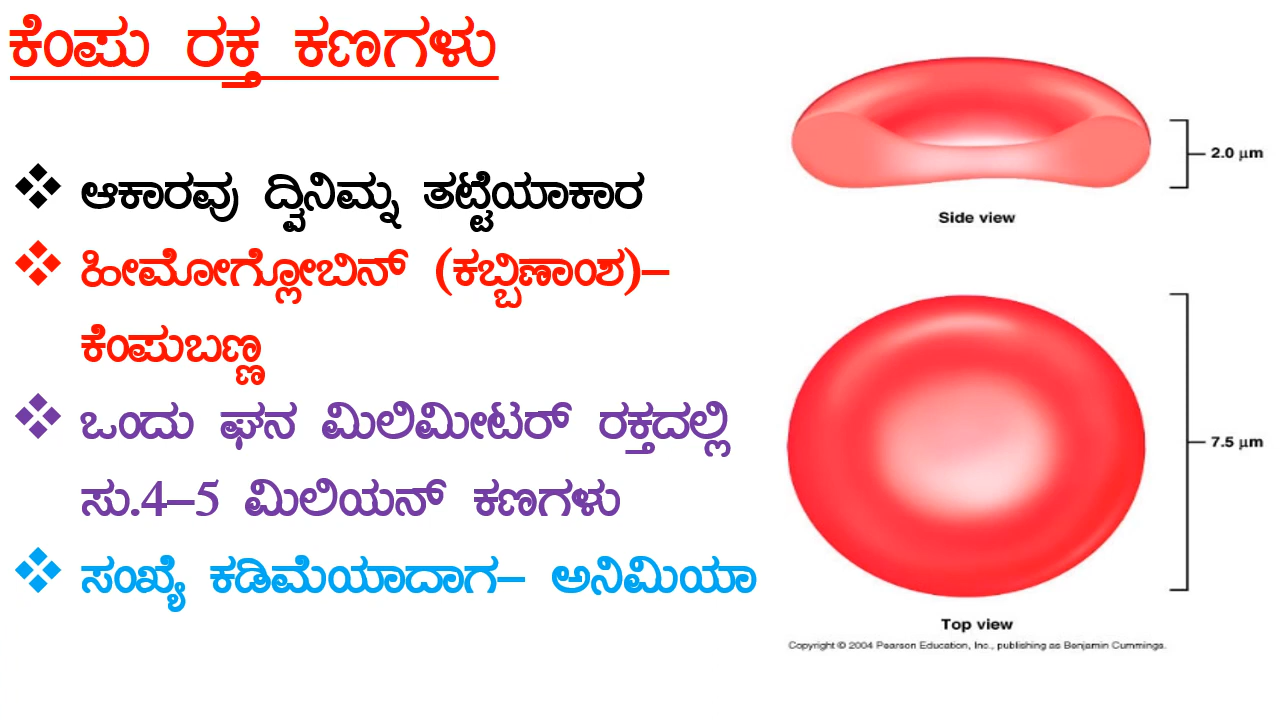 ಕೆಂಪು ರಕ್ತ ಕಣಗಳು
❖ ಆಕಾರವು ದ್ವಿನಿಮ್ನ ತಟ್ಟೆಯಾಕಾರ
❖ ಹೀಮೋಗ್ಲೋಬಿನ್ (ಕಬ್ಬಿಣಾಂಶ)–
ಕೆಂಪುಬಣ್ಣ
❖ ಒಂದು ಘನ ಮಿಲಿಮೀಟರ್ ರಕ್ತದಲ್ಲಿ
ಸು.4–5 ಮಿಲಿಯನ್ ಕಣಗಳು
❖ ಸಂಖ್ಯೆ ಕಡಿಮೆಯಾದಾಗ– ಅನಿಮಿಯಾ
2.0 µm
Side view
7.5 µm
Top view
Copyright © 2004 Pearson Education, Inc., publishing as Benjamin Cummings.